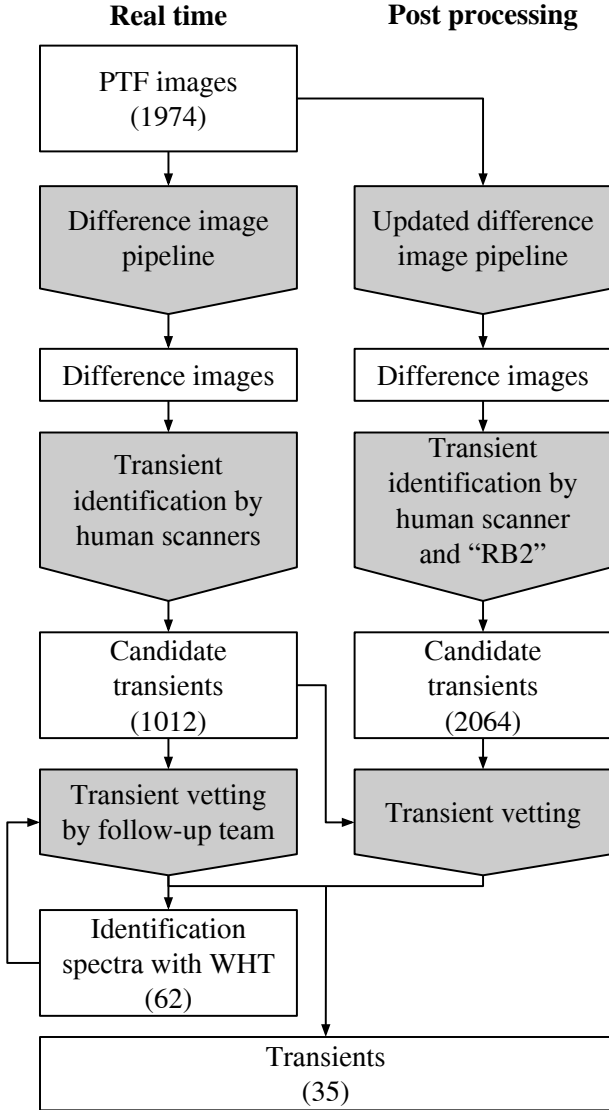 Real time
Post processing
PTF images
(1974)
Difference image
pipeline
Updated difference
image pipeline
Difference images
Difference images
Transient
identification by
human scanners
Transient
identification by
human scanner
and “RB2”
Candidate
transients
(1012)
Candidate
transients
(2064)
Transient vetting
by follow-up team
Transient vetting
Identification
spectra with WHT
(62)
Transients
(35)